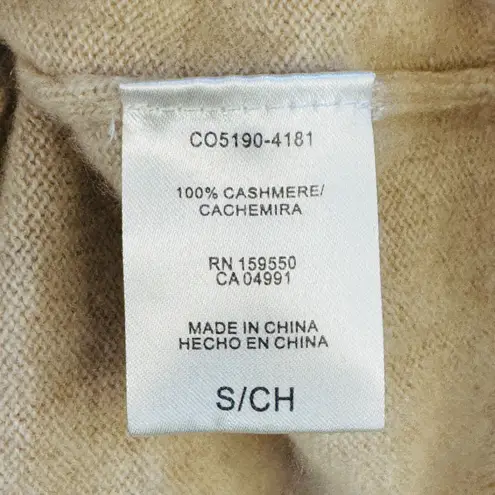 CO5190-4181
100% CASHMERE/
CACHEMIRA
RN 159550
CA 04991
MADE IN CHINA
HECHO EN CHINA
S/CH